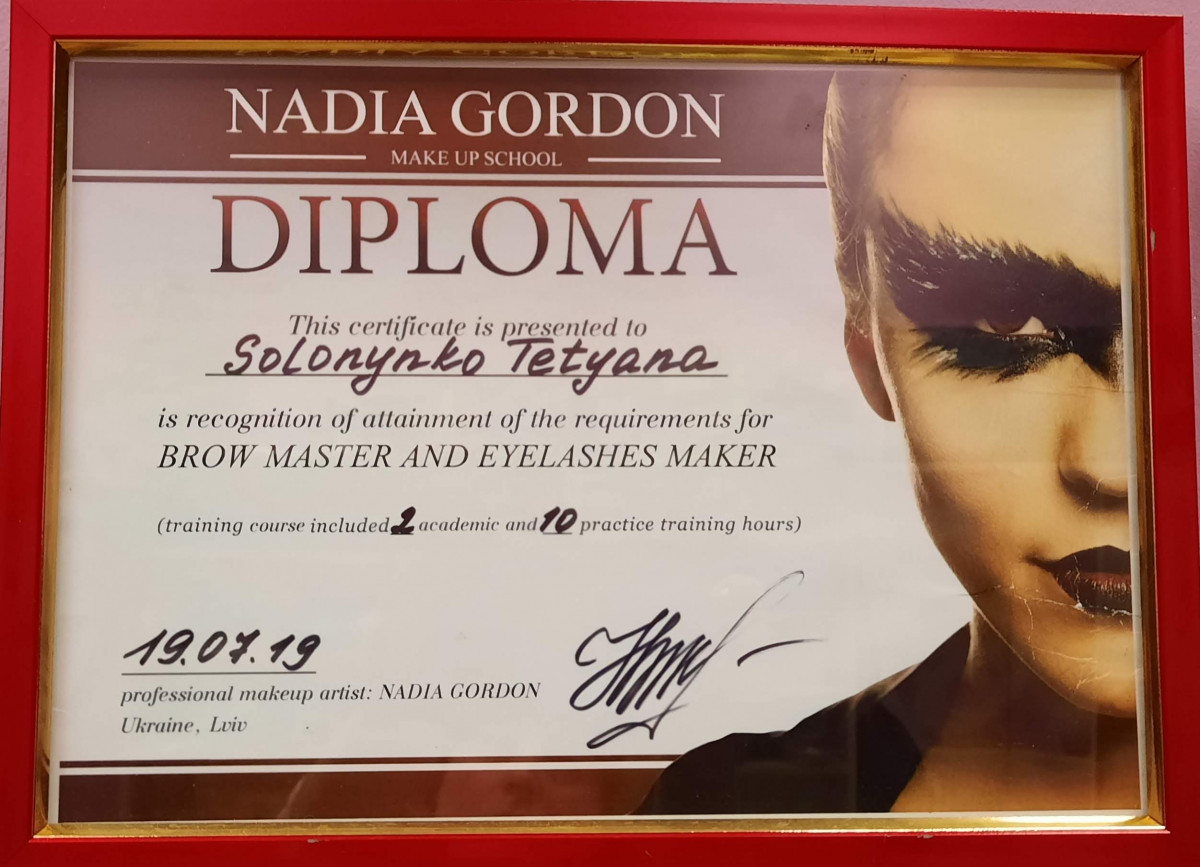 NADIA GORDON
MAKE UP SCHOOL
DIPLOMA
This certificate is presented to
Solonynko Tetyana
is recognition of attainment of the requirements for
BROW MASTER AND EYELASHES MAKER
(training course included 2 academic and 10 practice training hours)
19.07.19
professional makeup artist: NADIA GORDON
Ukraine, Lviv